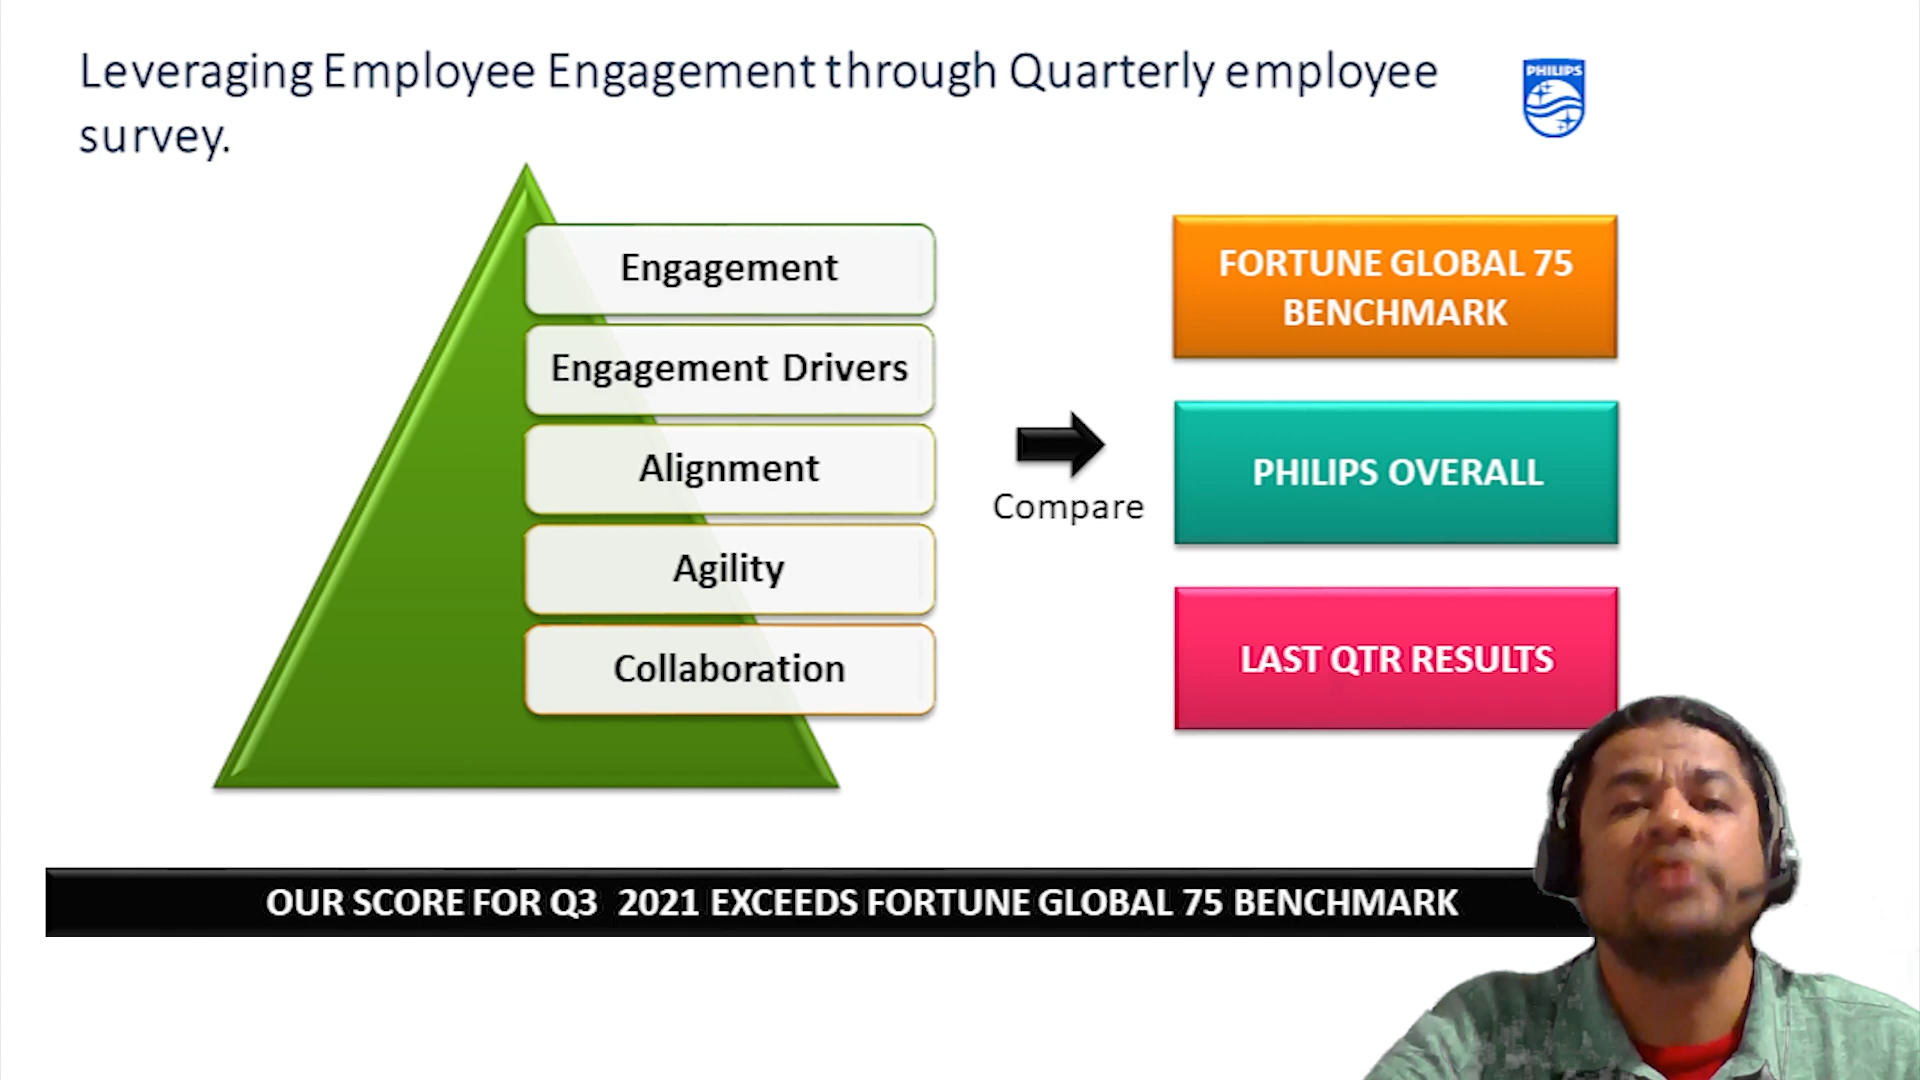 Leveraging Employee Engagement through Quarterly employee
survey.
PHILIPS
Engagement
Engagement Drivers
Alignment
Agility
Collaboration
Compare
FORTUNE GLOBAL 75
BENCHMARK
PHILIPS OVERALL
LAST QTR RESULTS
OUR SCORE FOR Q3 2021 EXCEEDS FORTUNE GLOBAL 75 BENCHMARK